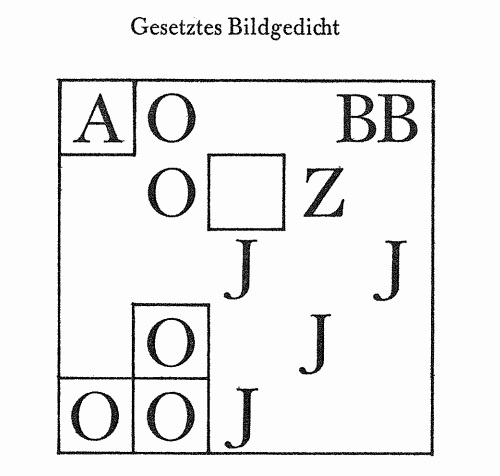 Gesetztes Bildgedicht
A O BB
O Z
J J
O J
O O J